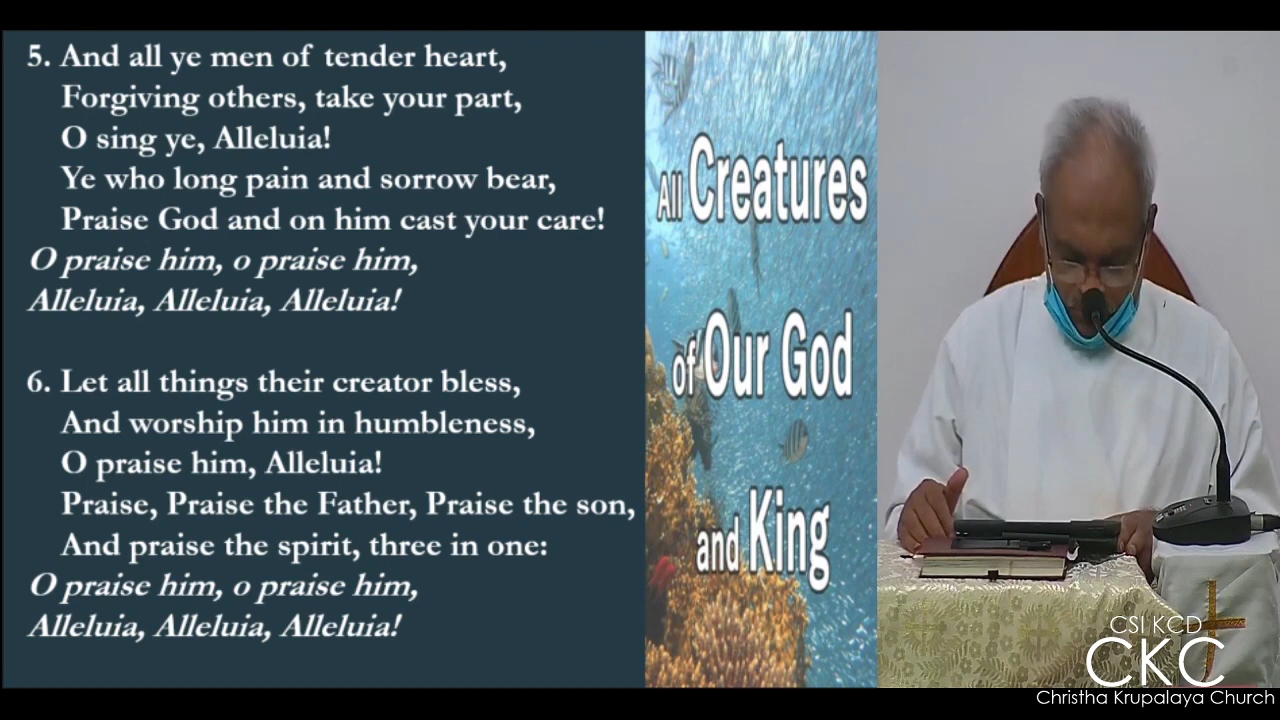 5. And all ye men of tender heart,
Forgiving others, take your part,
O sing ye, Alleluia!
Ye who long pain and sorrow bear,
Praise God and on him cast your care!
O praise him, o praise him,
Alleluia, Alleluia, Alleluia!
6. Let all things their creator bless,
And worship him in humbleness,
O praise him, Alleluia!
Praise, Praise the Father, Praise the son,
And praise the spirit, three in one:
O praise him, o praise him,
Alleluia, Alleluia, Alleluia!
All Creatures
of Our God
and King
CSI KCD
CKC
Christha Krupalaya Church